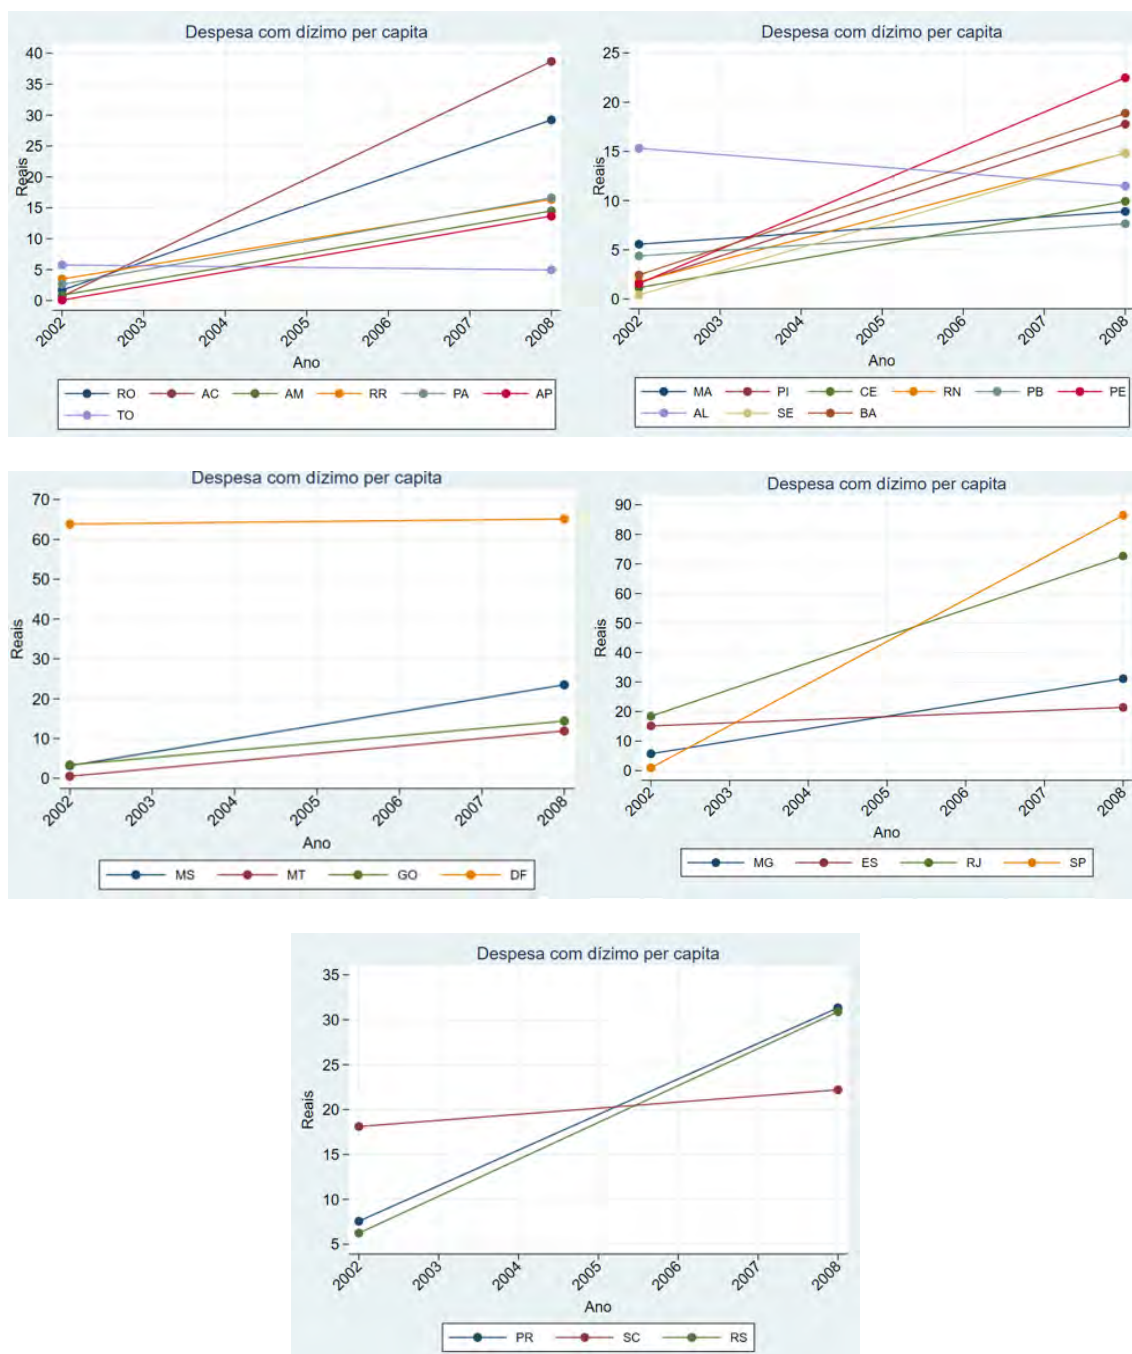 Despesa com dízimo per capita
40
35
30
25
20
15
10
5
0
Reais
2002 2003 2004 2005 2006 2007 2008
Ano
RO AC AM RR PA AP
TO
Despesa com dízimo per capita
25
20
15
10
5
0
Reais
2002 2003 2004 2005 2006 2007 2008
Ano
MA PI CE RN PB PE
AL SE BA
Despesa com dízimo per capita
70
60
50
40
30
20
10
0
Reais
2002 2003 2004 2005 2006 2007 2008
Ano
MS MT GO DF
Despesa com dízimo per capita
90
80
70
60
50
40
30
20
10
0
Reais
2002 2003 2004 2005 2006 2007 2008
Ano
MG ES RJ SP
Despesa com dízimo per capita
35
30
25
20
15
10
5
Reais
2002 2003 2004 2005 2006 2007 2008
Ano
PR SC RS